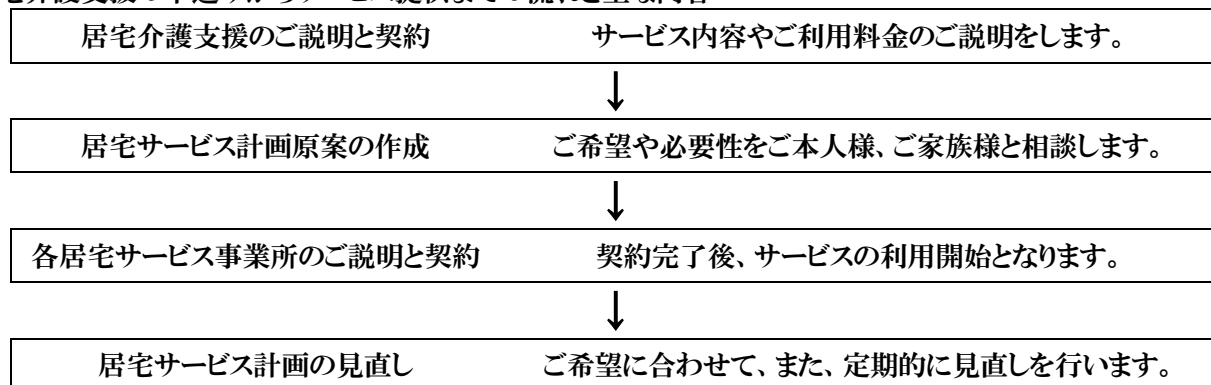 居宅介護支援のご説明と契約 サービス内容やご利用料金のご説明をします。
↓
居宅サービス計画原案の作成 ご希望や必要性をご本人様、ご家族様と相談します。
↓
各居宅サービス事業所のご説明と契約 契約完了後、サービスの利用開始となります。
↓
居宅サービス計画の見直し ご希望に合わせて、また、定期的に見直しを行います。